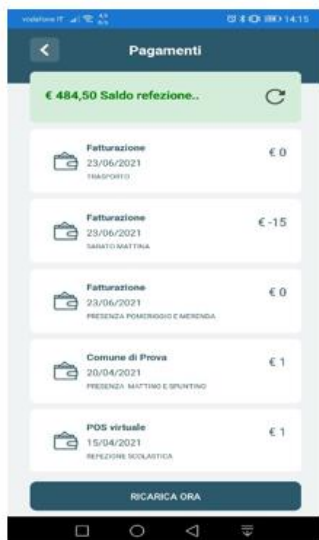 vodafone IT
14:15
Pagamenti
€ 484,50 Saldo refezione..
Fatturazione
€ 0
23/06/2021
TRASPORTO
Fatturazione
€ -15
23/06/2021
SABATO MATTINA
Fatturazione
€ 0
23/06/2021
PRESENZA POMERIGGIO E MERENDA
Comune di Prova
€ 1
20/04/2021
PRESENZA MATTINO E SPUNTINO
POS virtuale
€ 1
15/04/2021
REFEZIONE SCOLASTICA
RICARICA ORA